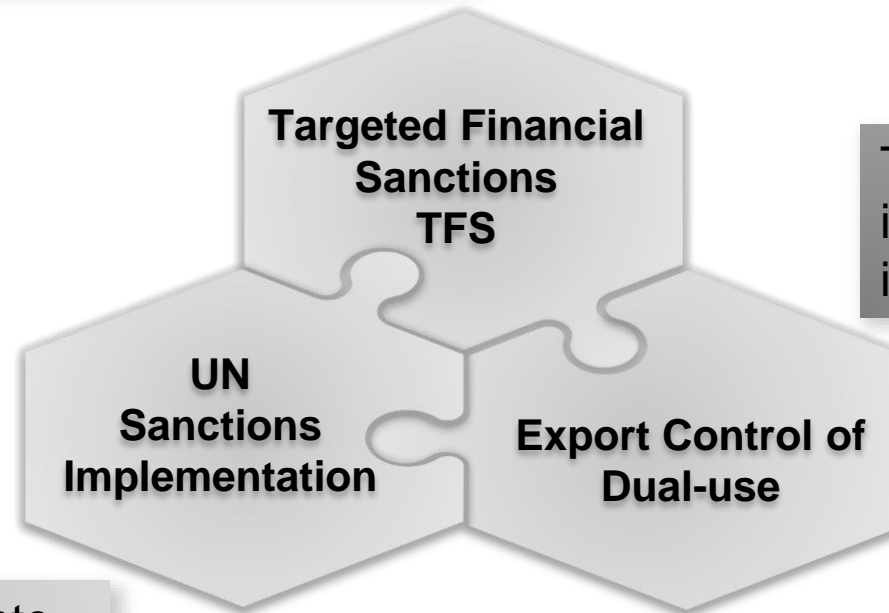 Targeted Financial
Sanctions
TFS
UN
Sanctions
Implementation
Export Control of
Dual-use